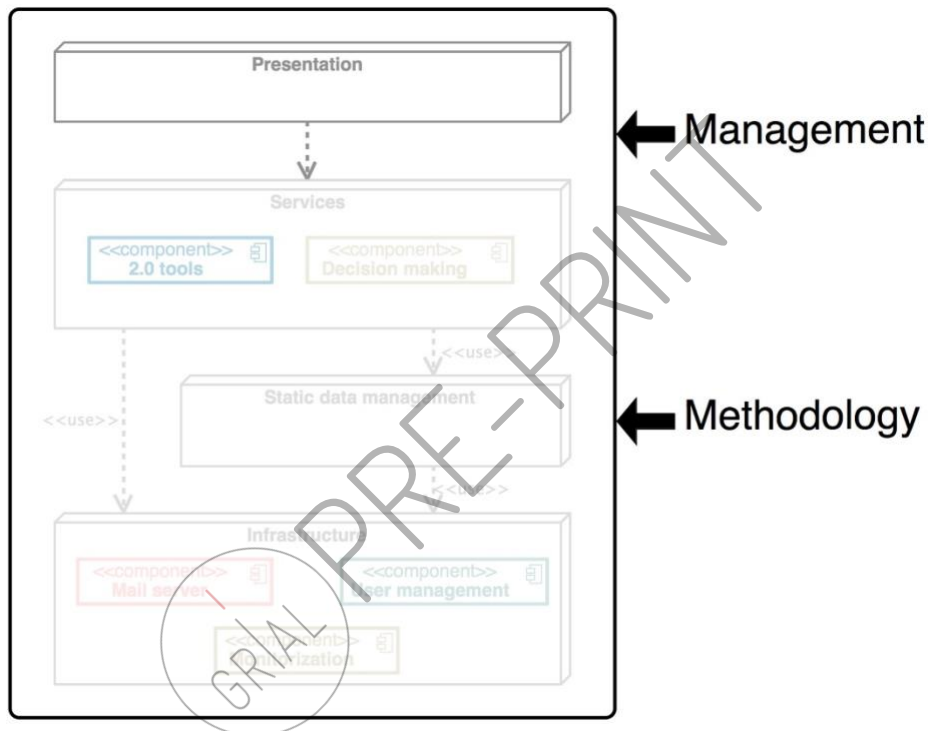 Presentation
Management
Services
<<component>>
2.0 tools
<<component>>
Decision making
<<use>>
Static data management
<<use>>
Methodology
<<use>>
Infrastructure
<<component>>
Mail server
<<component>>
User management
<<component>>
Monitorization
GRIAL PRE-PRINT